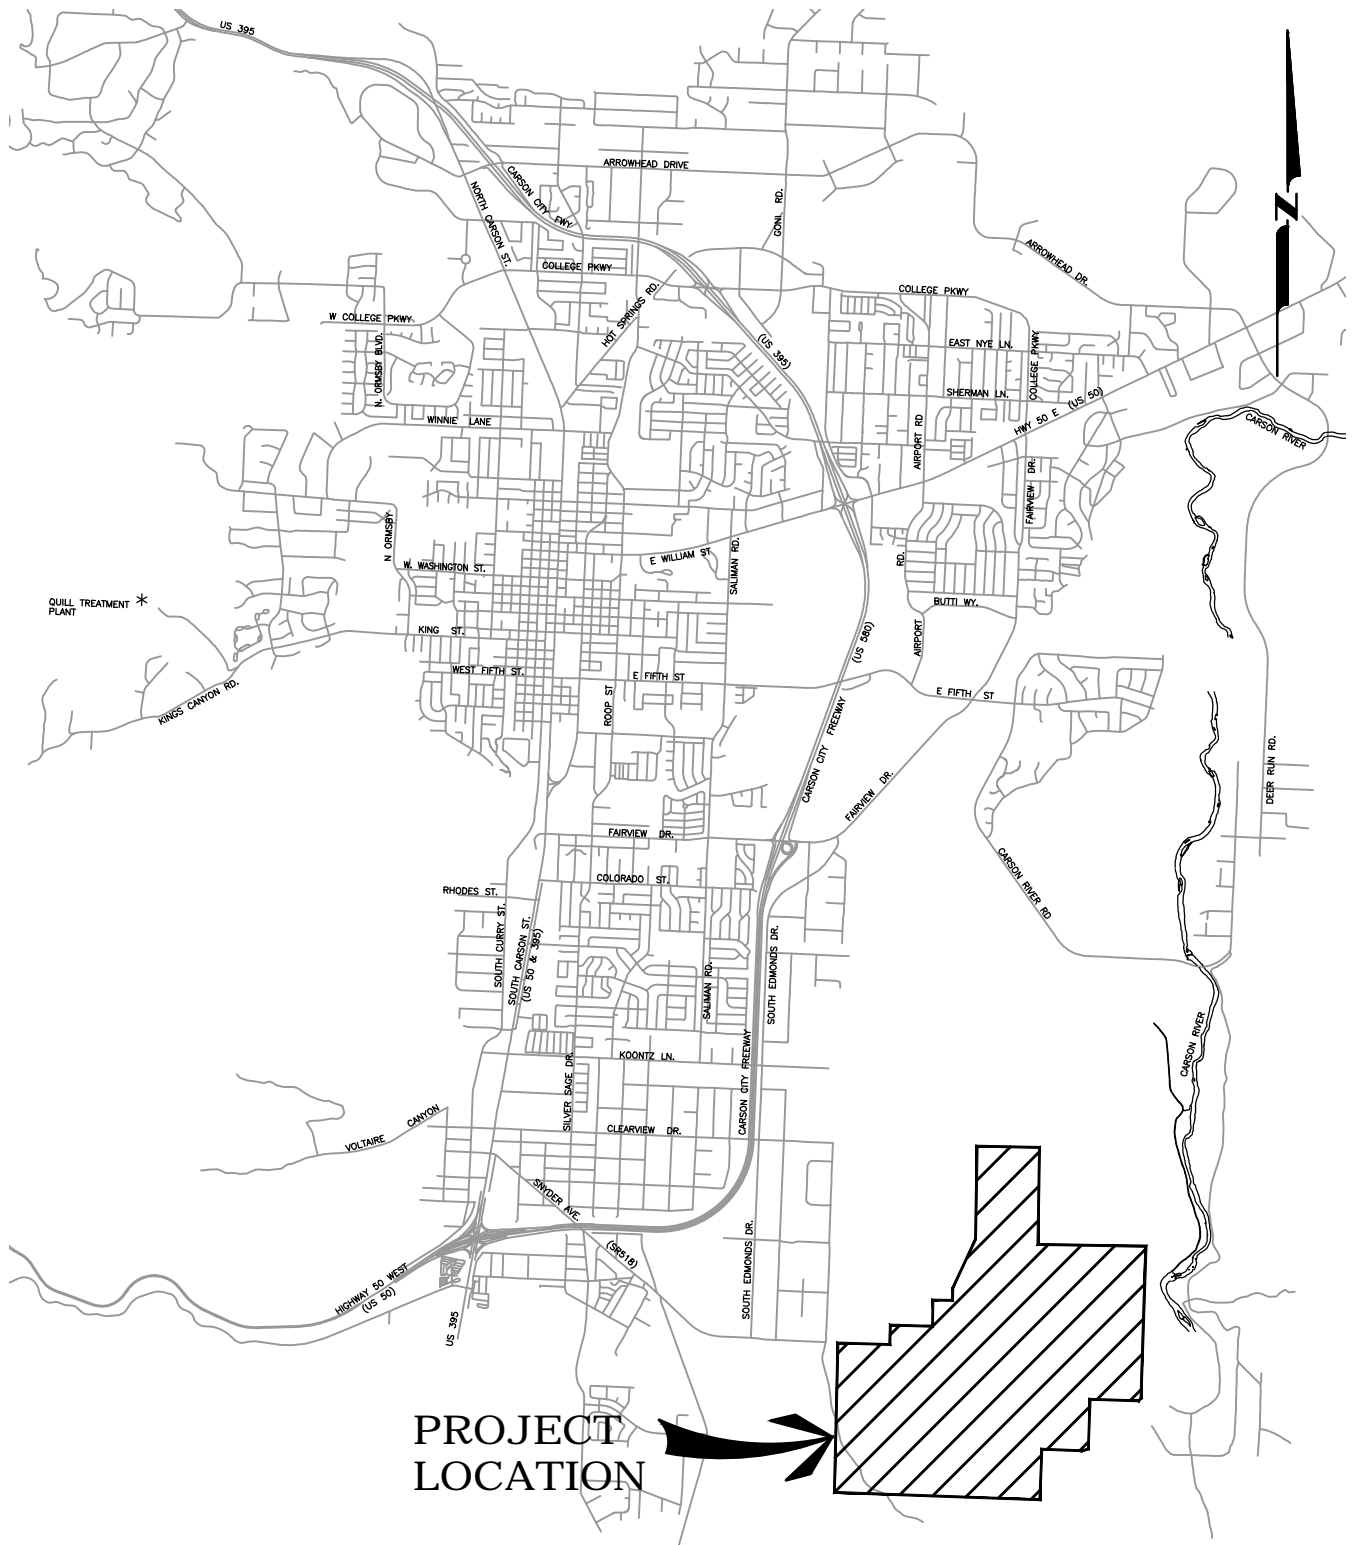 US 395
ARROWHEAD DRIVE
CARSON CITY FWY
NORTH CARSON ST.
GONI RD.
N
ARROWHEAD DR.
COLLEGE PKWY
HOT SPRINGS RD.
COLLEGE PKWY
W COLLEGE PKWY
N. ORMSBY BLVD.
(US 395)
EAST NYE LN.
COLLEGE PKWY
SHERMAN LN.
HWY 50 E (US 50)
WINNIE LANE
AIRPORT RD
CARSON RIVER
FAIRVIEW DR.
N ORMSBY
E WILLIAM ST
SALIMAN RD.
RD.
W. WASHINGTON ST.
QUILL TREATMENT
PLANT
BUTTI WY.
KING ST.
AIRPORT
(US 580)
WEST FIFTH ST.
E FIFTH ST
E FIFTH ST
KINGS CANYON RD.
ROOP ST
CARSON CITY FREEWAY
DEER RUN RD.
FAIRVIEW DR.
FAIRVIEW DR.
CARSON RIVER RD
COLORADO ST.
RHODES ST.
SOUTH CURRY ST.
SOUTH CARSON ST.
(US 50 & 395)
SALIMAN RD.
SOUTH EDMONDS DR.
CARSON RIVER
KOONTZ LN.
SILVER SAGE DR.
CARSON CITY FREEWAY
VOLTAIRE CANYON
CLEARVIEW DR.
SNYDER AVE.
(SR518)
SOUTH EDMONDS DR.
HIGHWAY 50 WEST
(US 50)
US 395
PROJECT
LOCATION